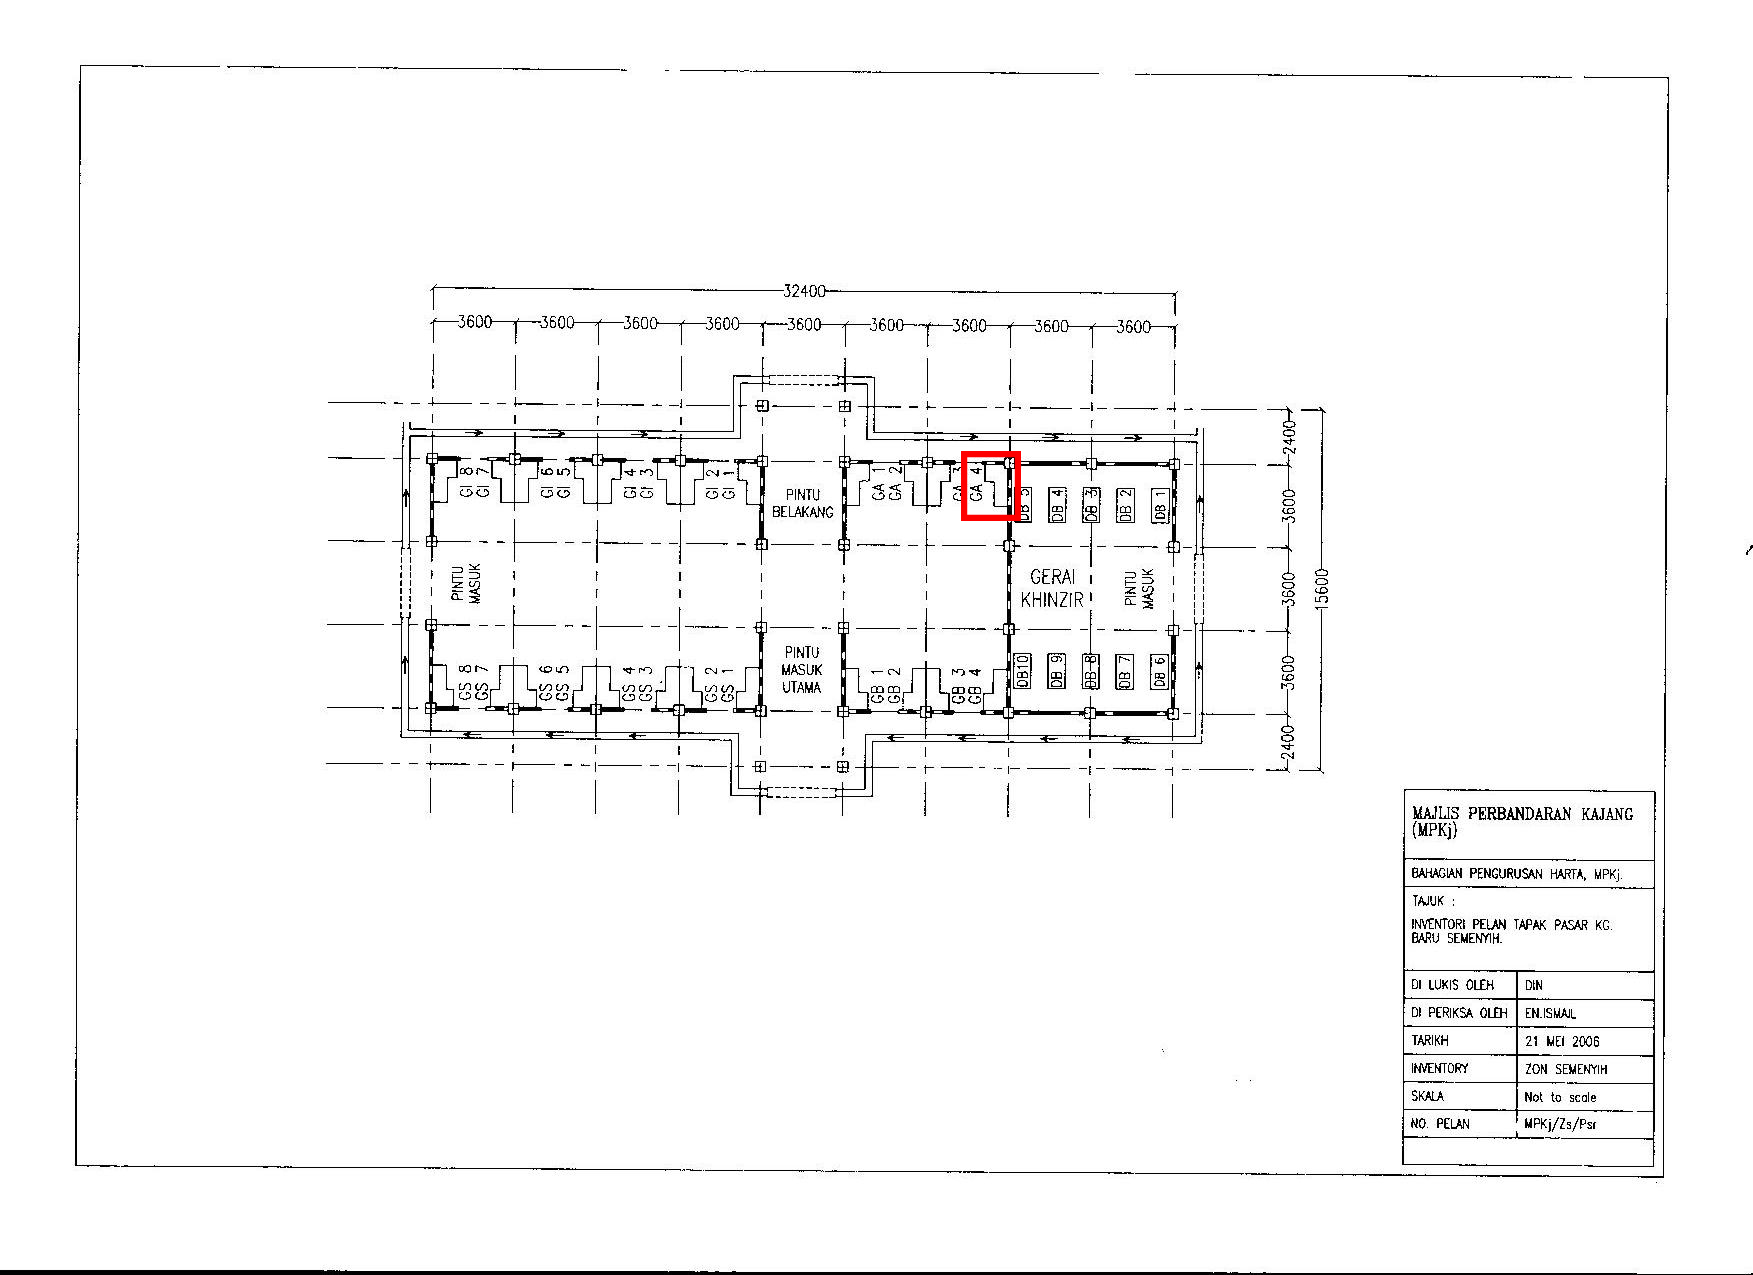 32400
3600 3600 3600 3600 3600 3600 3600 3600 3600
2400
3600
3600
3600
2400
15600
GI 8
GI 7
GI 6
GI 5
GI 4
GI 3
GI 2
GI 1
PINTU
BELAKANG
GA 1
GA 2
GA 3
GA 4
DB 5
DB 4
DB 3
DB 2
DB 1
PINTU
MASUK
GERAI
KHINZIR
PINTU
MASUK
GS 8
GS 7
GS 6
GS 5
GS 4
GS 3
GS 2
GS 1
PINTU
MASUK
UTAMA
GB 1
GB 2
GB 3
GB 4
DB10
DB 9
DB 8
DB 7
DB 6
MAJLIS PERBANDARAN KAJANG
(MPKj)
BAHAGIAN PENGURUSAN HARTA, MPKj.
TAJUK :
INVENTORI PELAN TAPAK PASAR KG.
BARU SEMENYIH.
DI LUKIS OLEH DIN
DI PERIKSA OLEH EN.ISMAIL
TARIKH 21 MEI 2006
INVENTORY ZON SEMENYIH
SKALA Not to scale
NO. PELAN MPKj/Zs/Psr